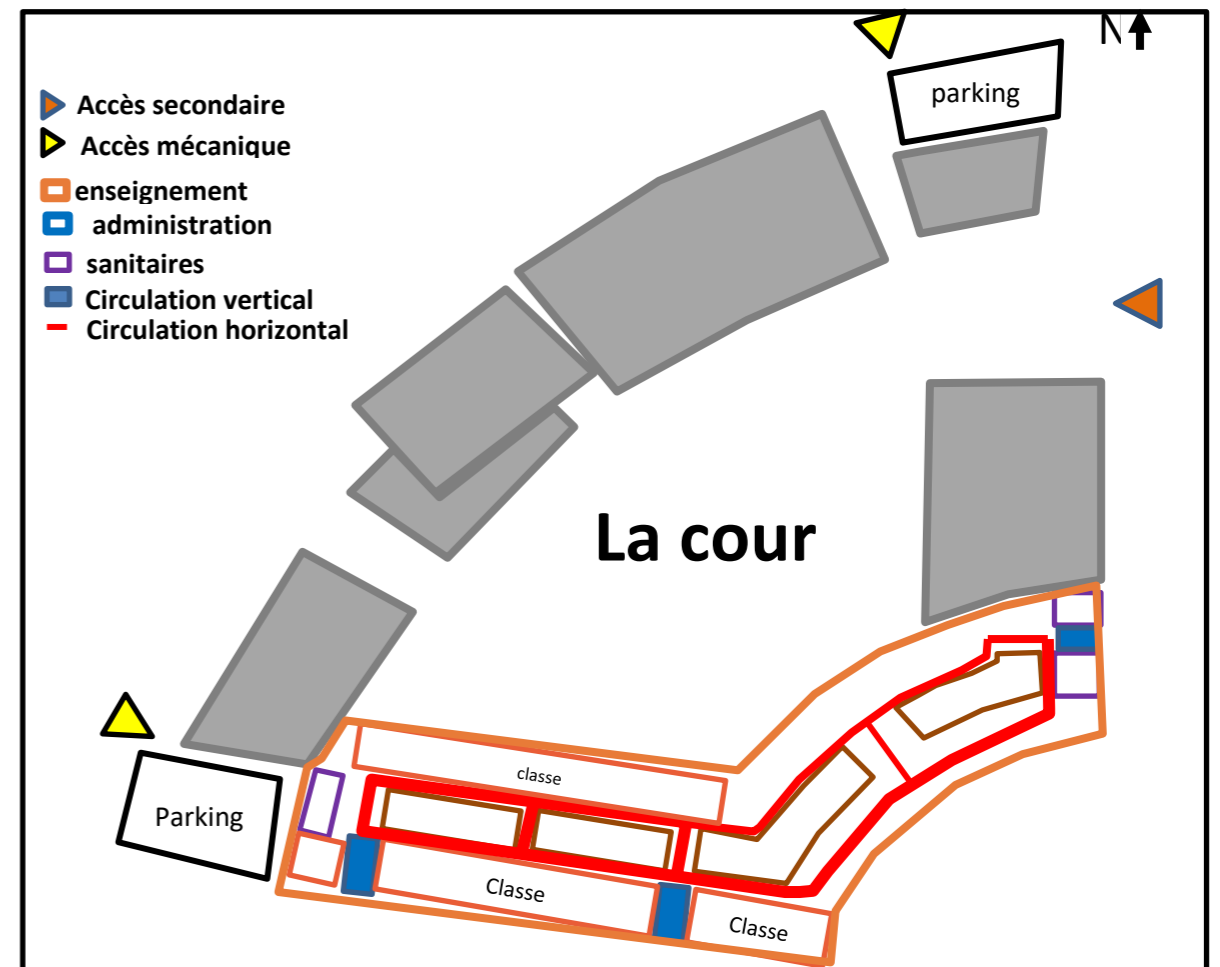 N
parking
Accès secondaire
Accès mécanique
enseignement
administration
sanitaires
Circulation vertical
Circulation horizontal
La cour
classe
Parking
Classe
Classe